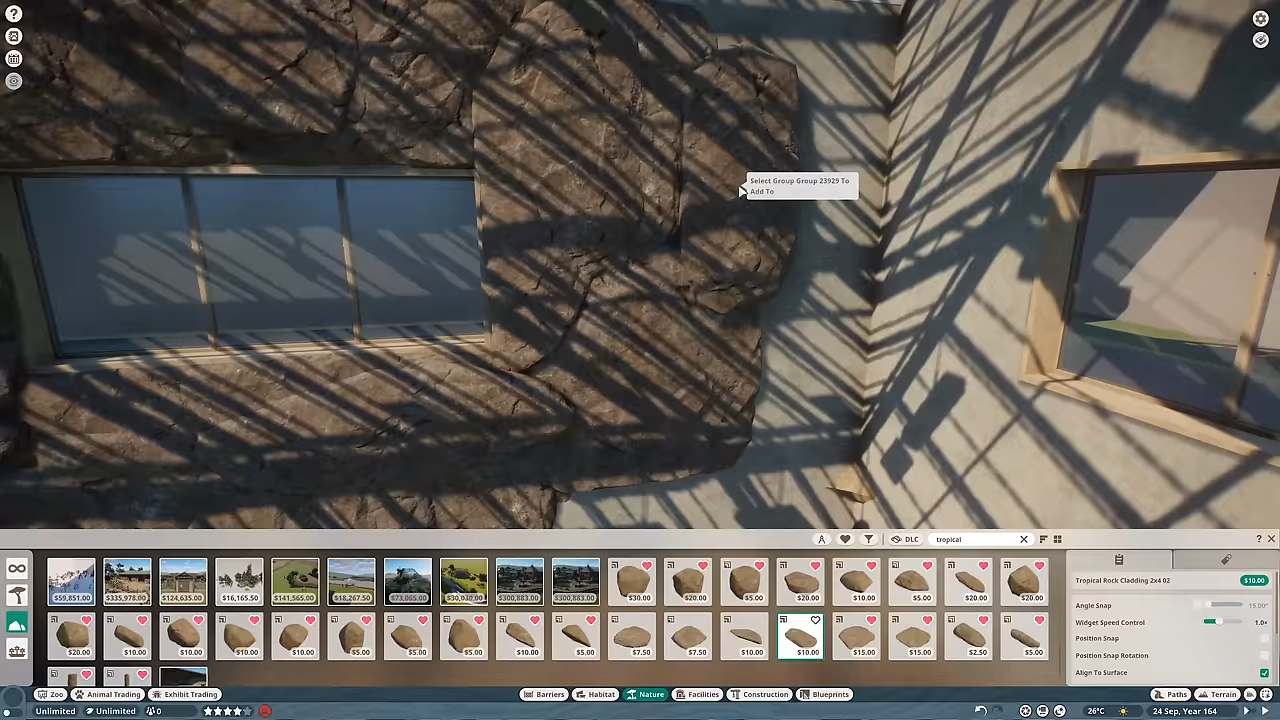 Select Group Group 23929 To
Add To
DLC
tropical
$59,851.00
$335,978.00
$124,635.00
$16,165.50
$141,565.00
$18,267.50
$73,065.00
$30,030.00
$300,883.00
$300,883.00
$30.00
$20.00
$5.00
$20.00
$10.00
$5.00
$20.00
$20.00
$20.00
$10.00
$10.00
$10.00
$10.00
$5.00
$5.00
$5.00
$10.00
$5.00
$7.50
$7.50
$10.00
$10.00
$15.00
$15.00
$2.50
$5.00
Tropical Rock Cladding 2x4 02
$10.00
Angle Snap
15.00°
Widget Speed Control
1.0×
Position Snap
Position Snap Rotation
Align To Surface
Zoo
Animal Trading
Exhibit Trading
Barriers
Habitat
Nature
Facilities
Construction
Blueprints
Paths
Terrain
Unlimited
Unlimited
0
26°C
24 Sep, Year 164